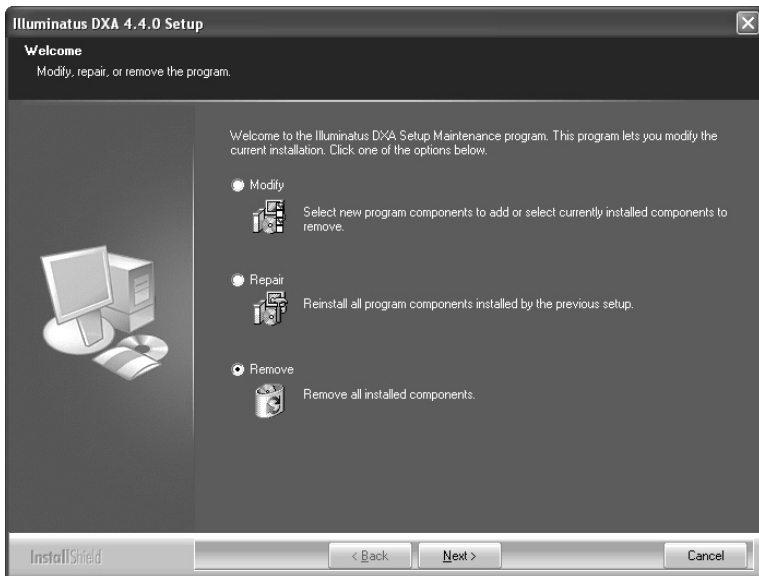 Illuminatus DXA 4.4.0 Setup
Welcome
Modify, repair, or remove the program.
Welcome to the Illuminatus DXA Setup Maintenance program. This program lets you modify the
current installation. Click one of the options below.
Modify
Select new program components to add or select currently installed components to
remove.
Repair
Reinstall all program components installed by the previous setup.
Remove
Remove all installed components.
InstallShield
< Back
Next >
Cancel